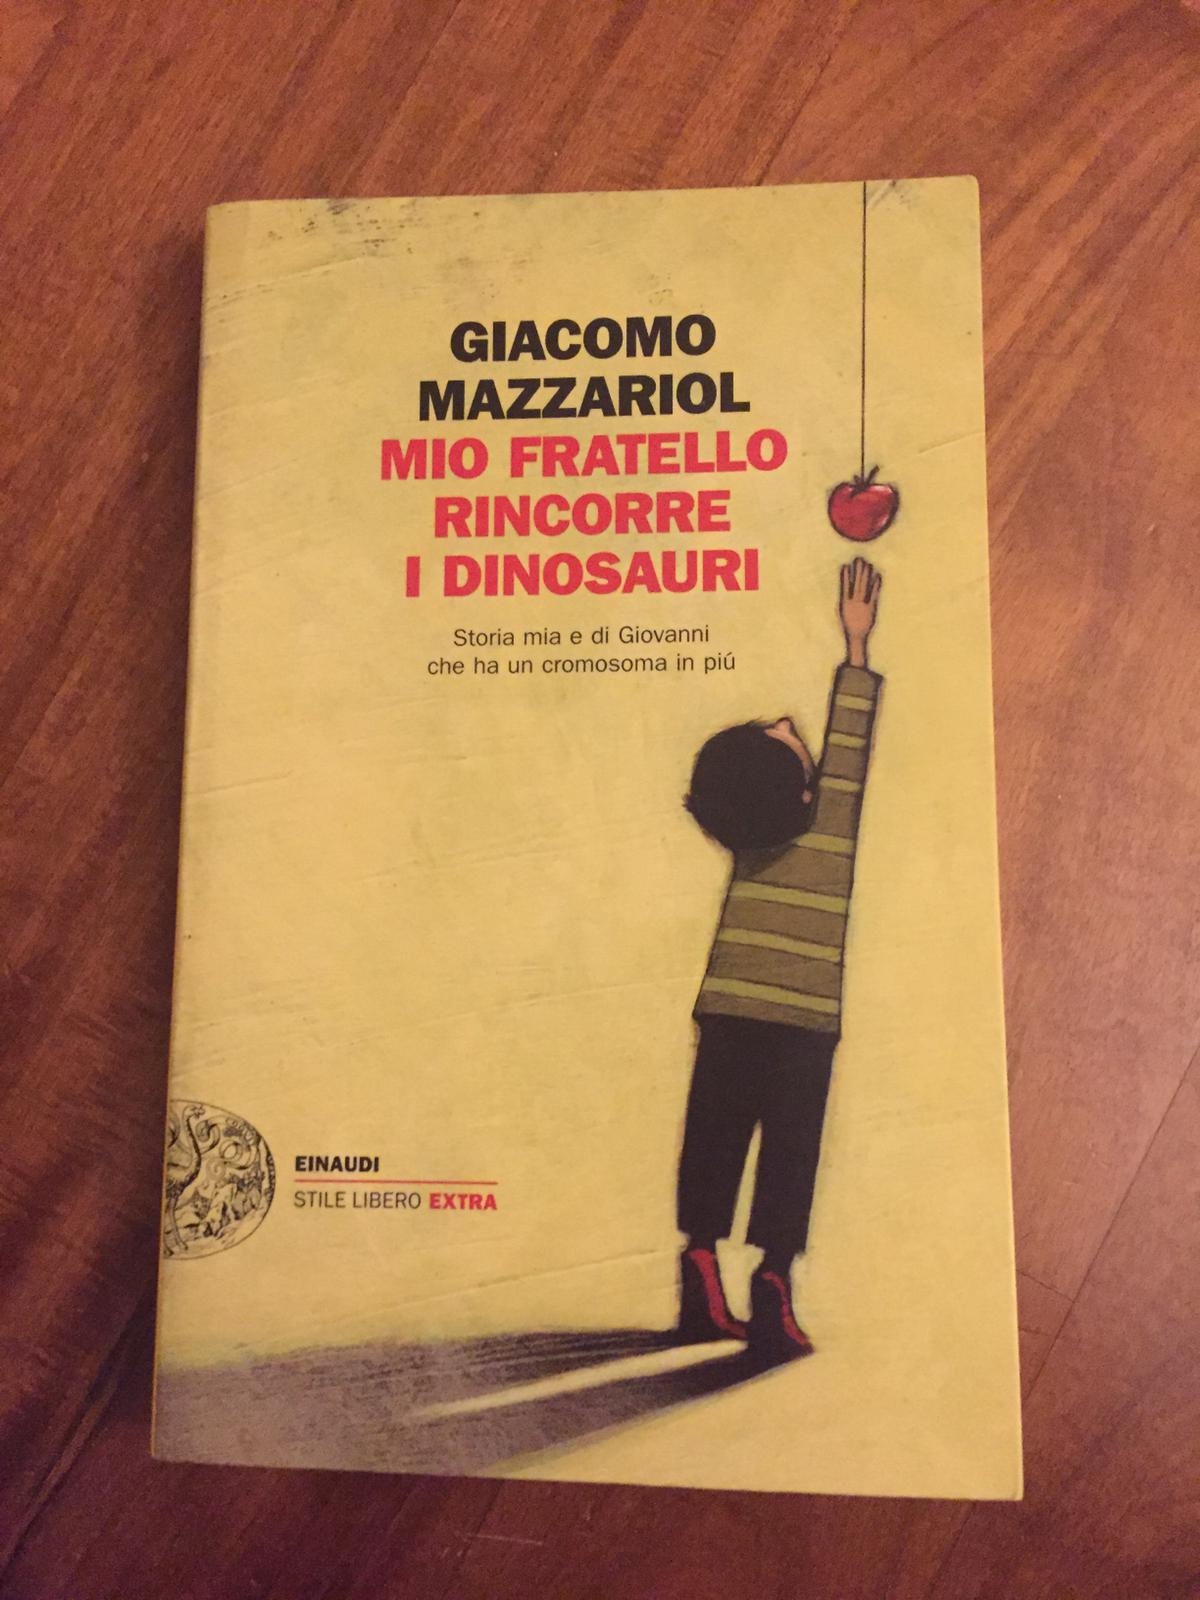 GIACOMO
MAZZARIOL
MIO FRATELLO
RINCORRE
I DINOSAURI
Storia mia e di Giovanni
che ha un cromosoma in piú
EINAUDI
STILE LIBERO EXTRA